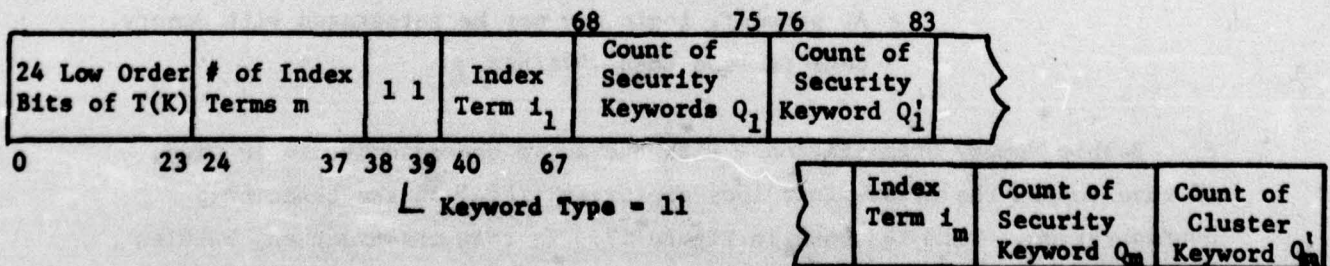 68 75 76 83
24 Low Order
Bits of T(K)
# of Index
Terms m
1 1
Index
Term i1
Count of
Security
Keywords Q1
Count of
Security
Keyword Q'1
0 23 24 37 38 39 40 67
Keyword Type = 11
Index
Term im
Count of
Security
Keyword Qm
Count of
Cluster
Keyword Q'm